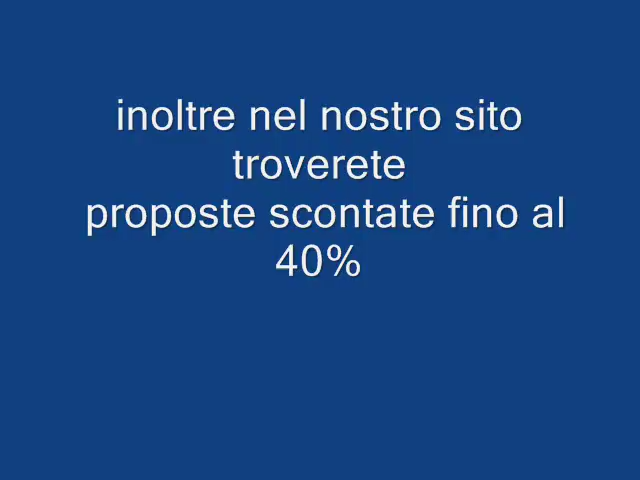 inoltre nel nostro sito
troverete
proposte scontate fino al
40%